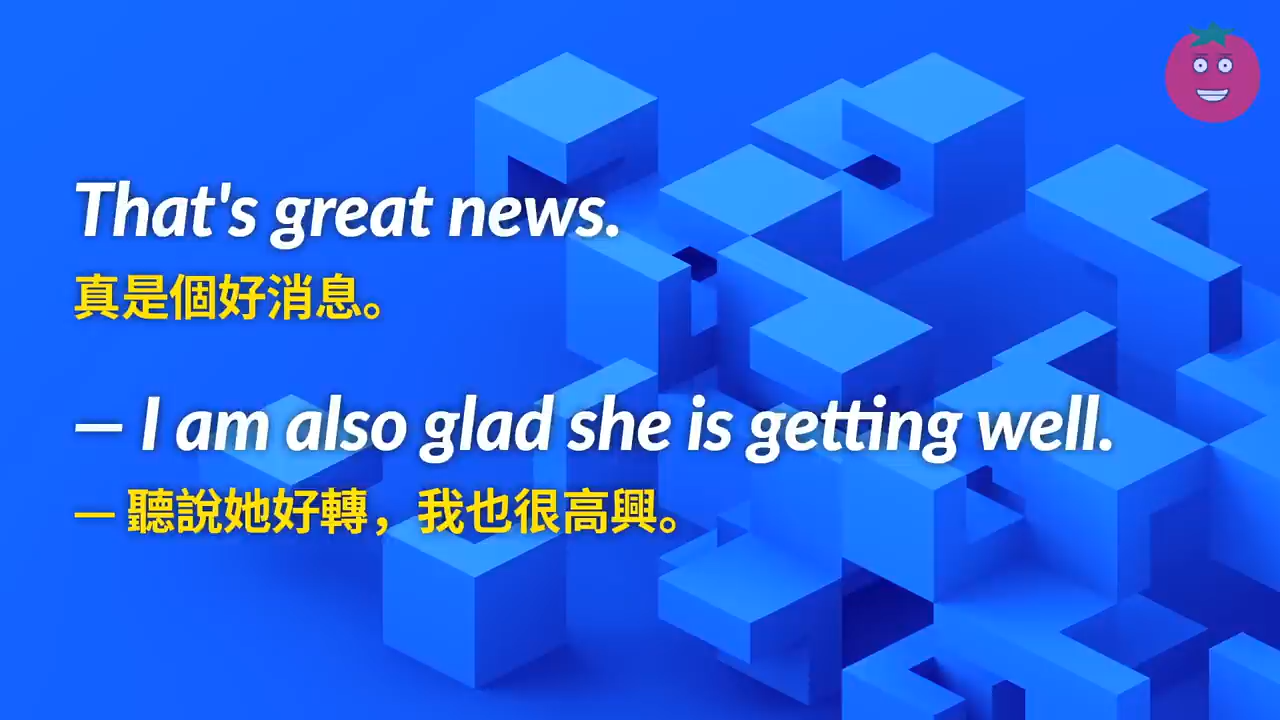 That's great news.
真是個好消息。
— I am also glad she is getting well.
— 聽說她好轉，我也很高興。